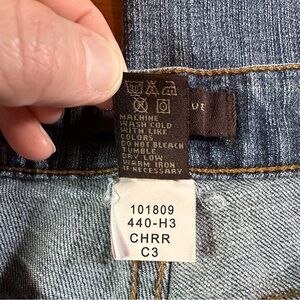 MACHINE
WASH COLD
WITH LIKE
COLORS
DO NOT BLEACH
TUMBLE
DRY LOW
WARM IRON
IF NECESSARY
101809
440-H3
CHRR
C3